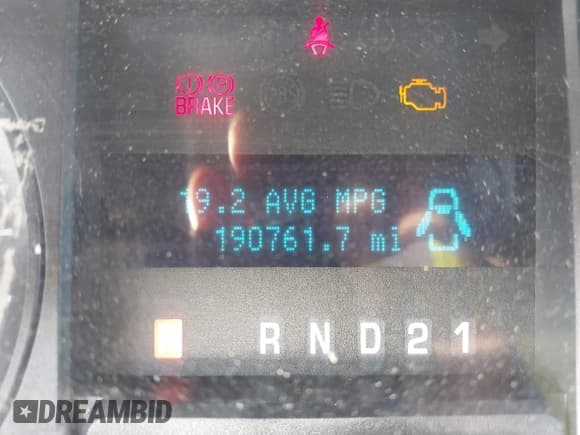 BRAKE
19.2 AVG MPG
190761.7 mi
R N D 2 1
DREAMBID